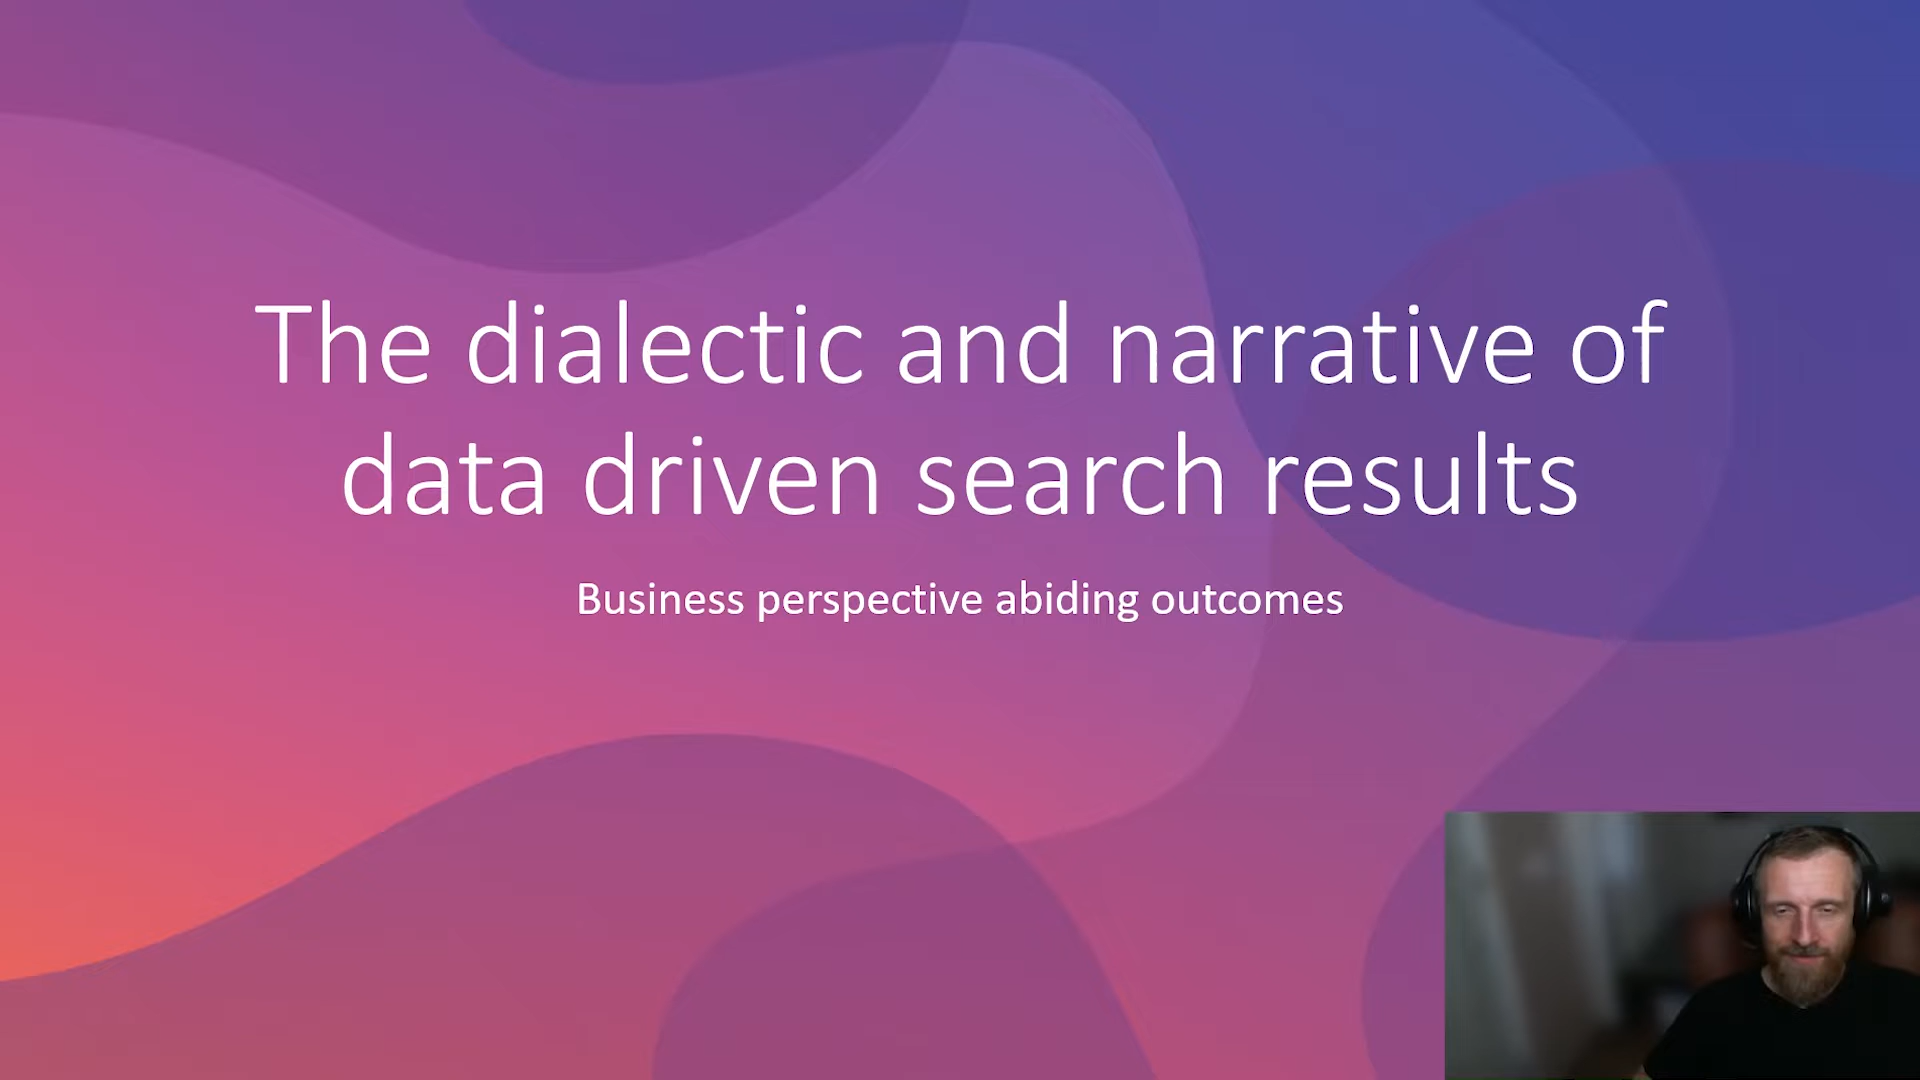 The dialectic and narrative of
data driven search results
Business perspective abiding outcomes